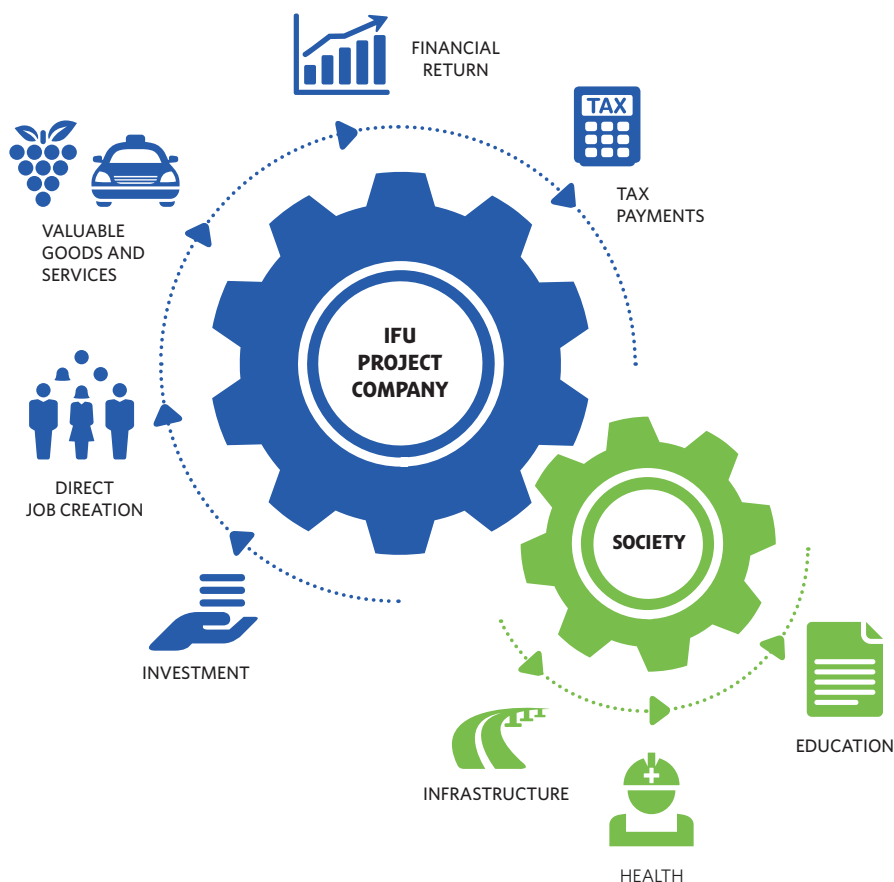 FINANCIAL
RETURN
TAX
TAX
PAYMENTS
VALUABLE
GOODS AND
SERVICES
IFU
PROJECT
COMPANY
DIRECT
JOB CREATION
SOCIETY
INVESTMENT
EDUCATION
INFRASTRUCTURE
HEALTH